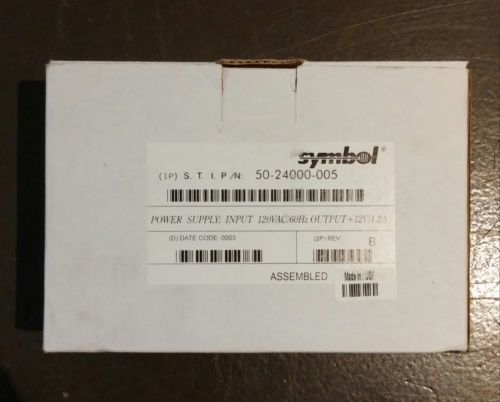 symbol®
(1P) S. T. I. P/N: 50-24000-005
POWER SUPPLY: INPUT 120VAC/60Hz OUTPUT +12V/1.2A
(D) DATE CODE :0003
(2P) REV:
B
ASSEMBLED
Made in: USA